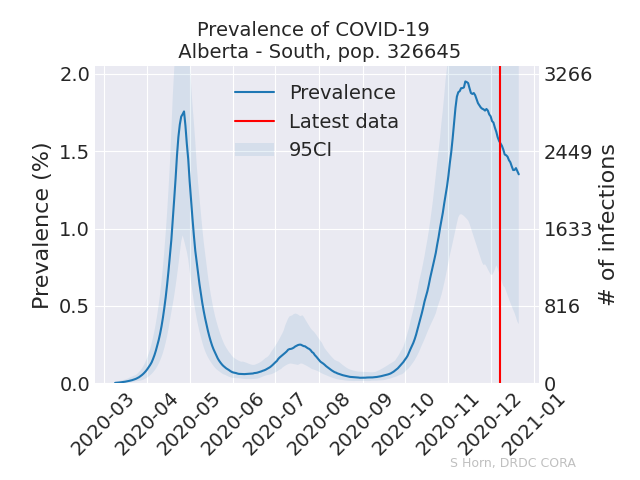 Prevalence of COVID-19
Alberta - South, pop. 326645
Prevalence (%)
2.0
1.5
1.0
0.5
0.0
Prevalence
Latest data
95CI
3266
2449
1633
816
0
# of infections
2020-03
2020-04
2020-05
2020-06
2020-07
2020-08
2020-09
2020-10
2020-11
2020-12
2021-01
S Horn, DRDC CORA